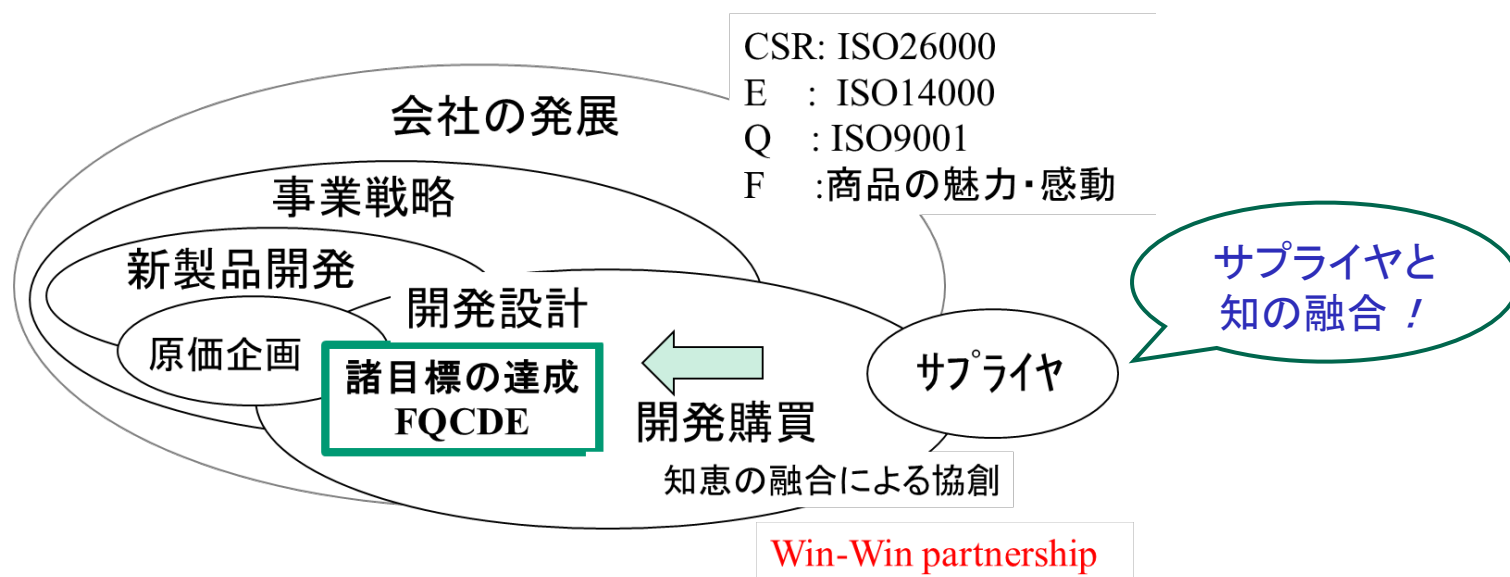 CSR: ISO26000
E : ISO14000
Q : ISO9001
F :商品の魅力・感動
会社の発展
事業戦略
新製品開発
開発設計
原価企画
諸目標の達成
FQCDE
開発購買
知恵の融合による協創
サプライヤ
サプライヤと
知の融合！
Win-Win partnership